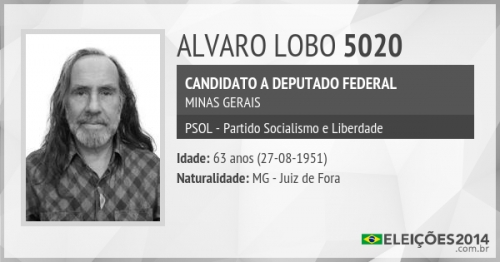 ALVARO LOBO 5020
CANDIDATO A DEPUTADO FEDERAL
MINAS GERAIS
PSOL - Partido Socialismo e Liberdade
Idade: 63 anos (27-08-1951)
Naturalidade: MG - Juiz de Fora
ELEIÇÕES2014
.com.br